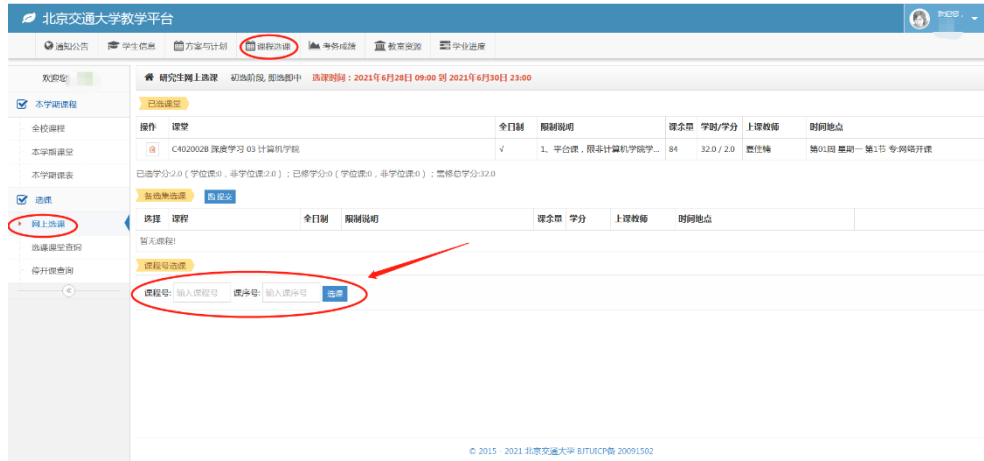 北京交通大学教学平台
通知公告 学生信息 方案与计划 课程选课 考务成绩 教室资源 学业进度
欢迎您
研究生网上选课 初选阶段, 即选即中 选课时间：2021年6月28日 09:00 到 2021年6月30日 23:00
本学期课程
全校课程
本学期课堂
本学期课表
选课
网上选课
选课课堂查询
停开课查询
已选课堂
操作 课堂 全日制 限制说明 课余量 学时/学分 上课教师 时间地点
C402002B 深度学习 03 计算机学院 √ 1、平台课，限非计算机学院学... 84 32.0 / 2.0 第01周 星期一 第1节 专:网络开课
已选学分:2.0 ( 学位课:0，非学位课:2.0 )；已修学分:0 ( 学位课:0，非学位课:0 )；需修总学分:32.0
备选集选课 提交
选择 课程 全日制 限制说明 课余量 学分 上课教师 时间地点
暂无课程!
课程号选课
课程号: 输入课程号 课序号: 输入课序号 选课
© 2015 - 2021 北京交通大学 BJTUICP备 20091502